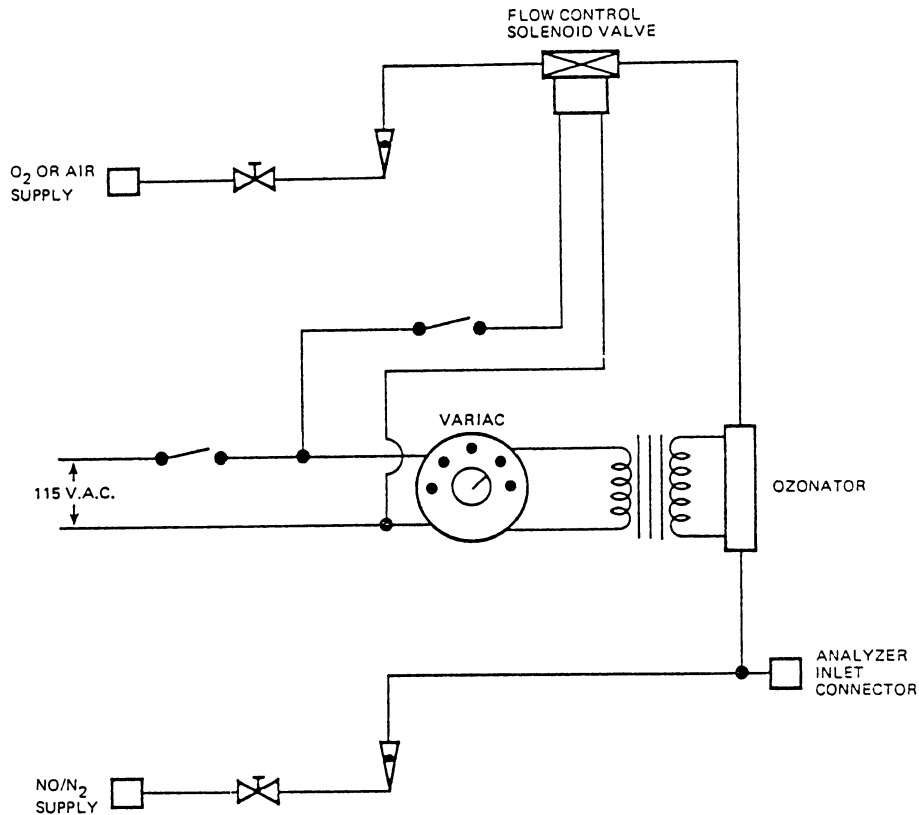 FLOW CONTROL
SOLENOID VALVE
O2 OR AIR
SUPPLY
VARIAC
115 V.A.C.
OZONATOR
ANALYZER
INLET
CONNECTOR
NO/N2
SUPPLY